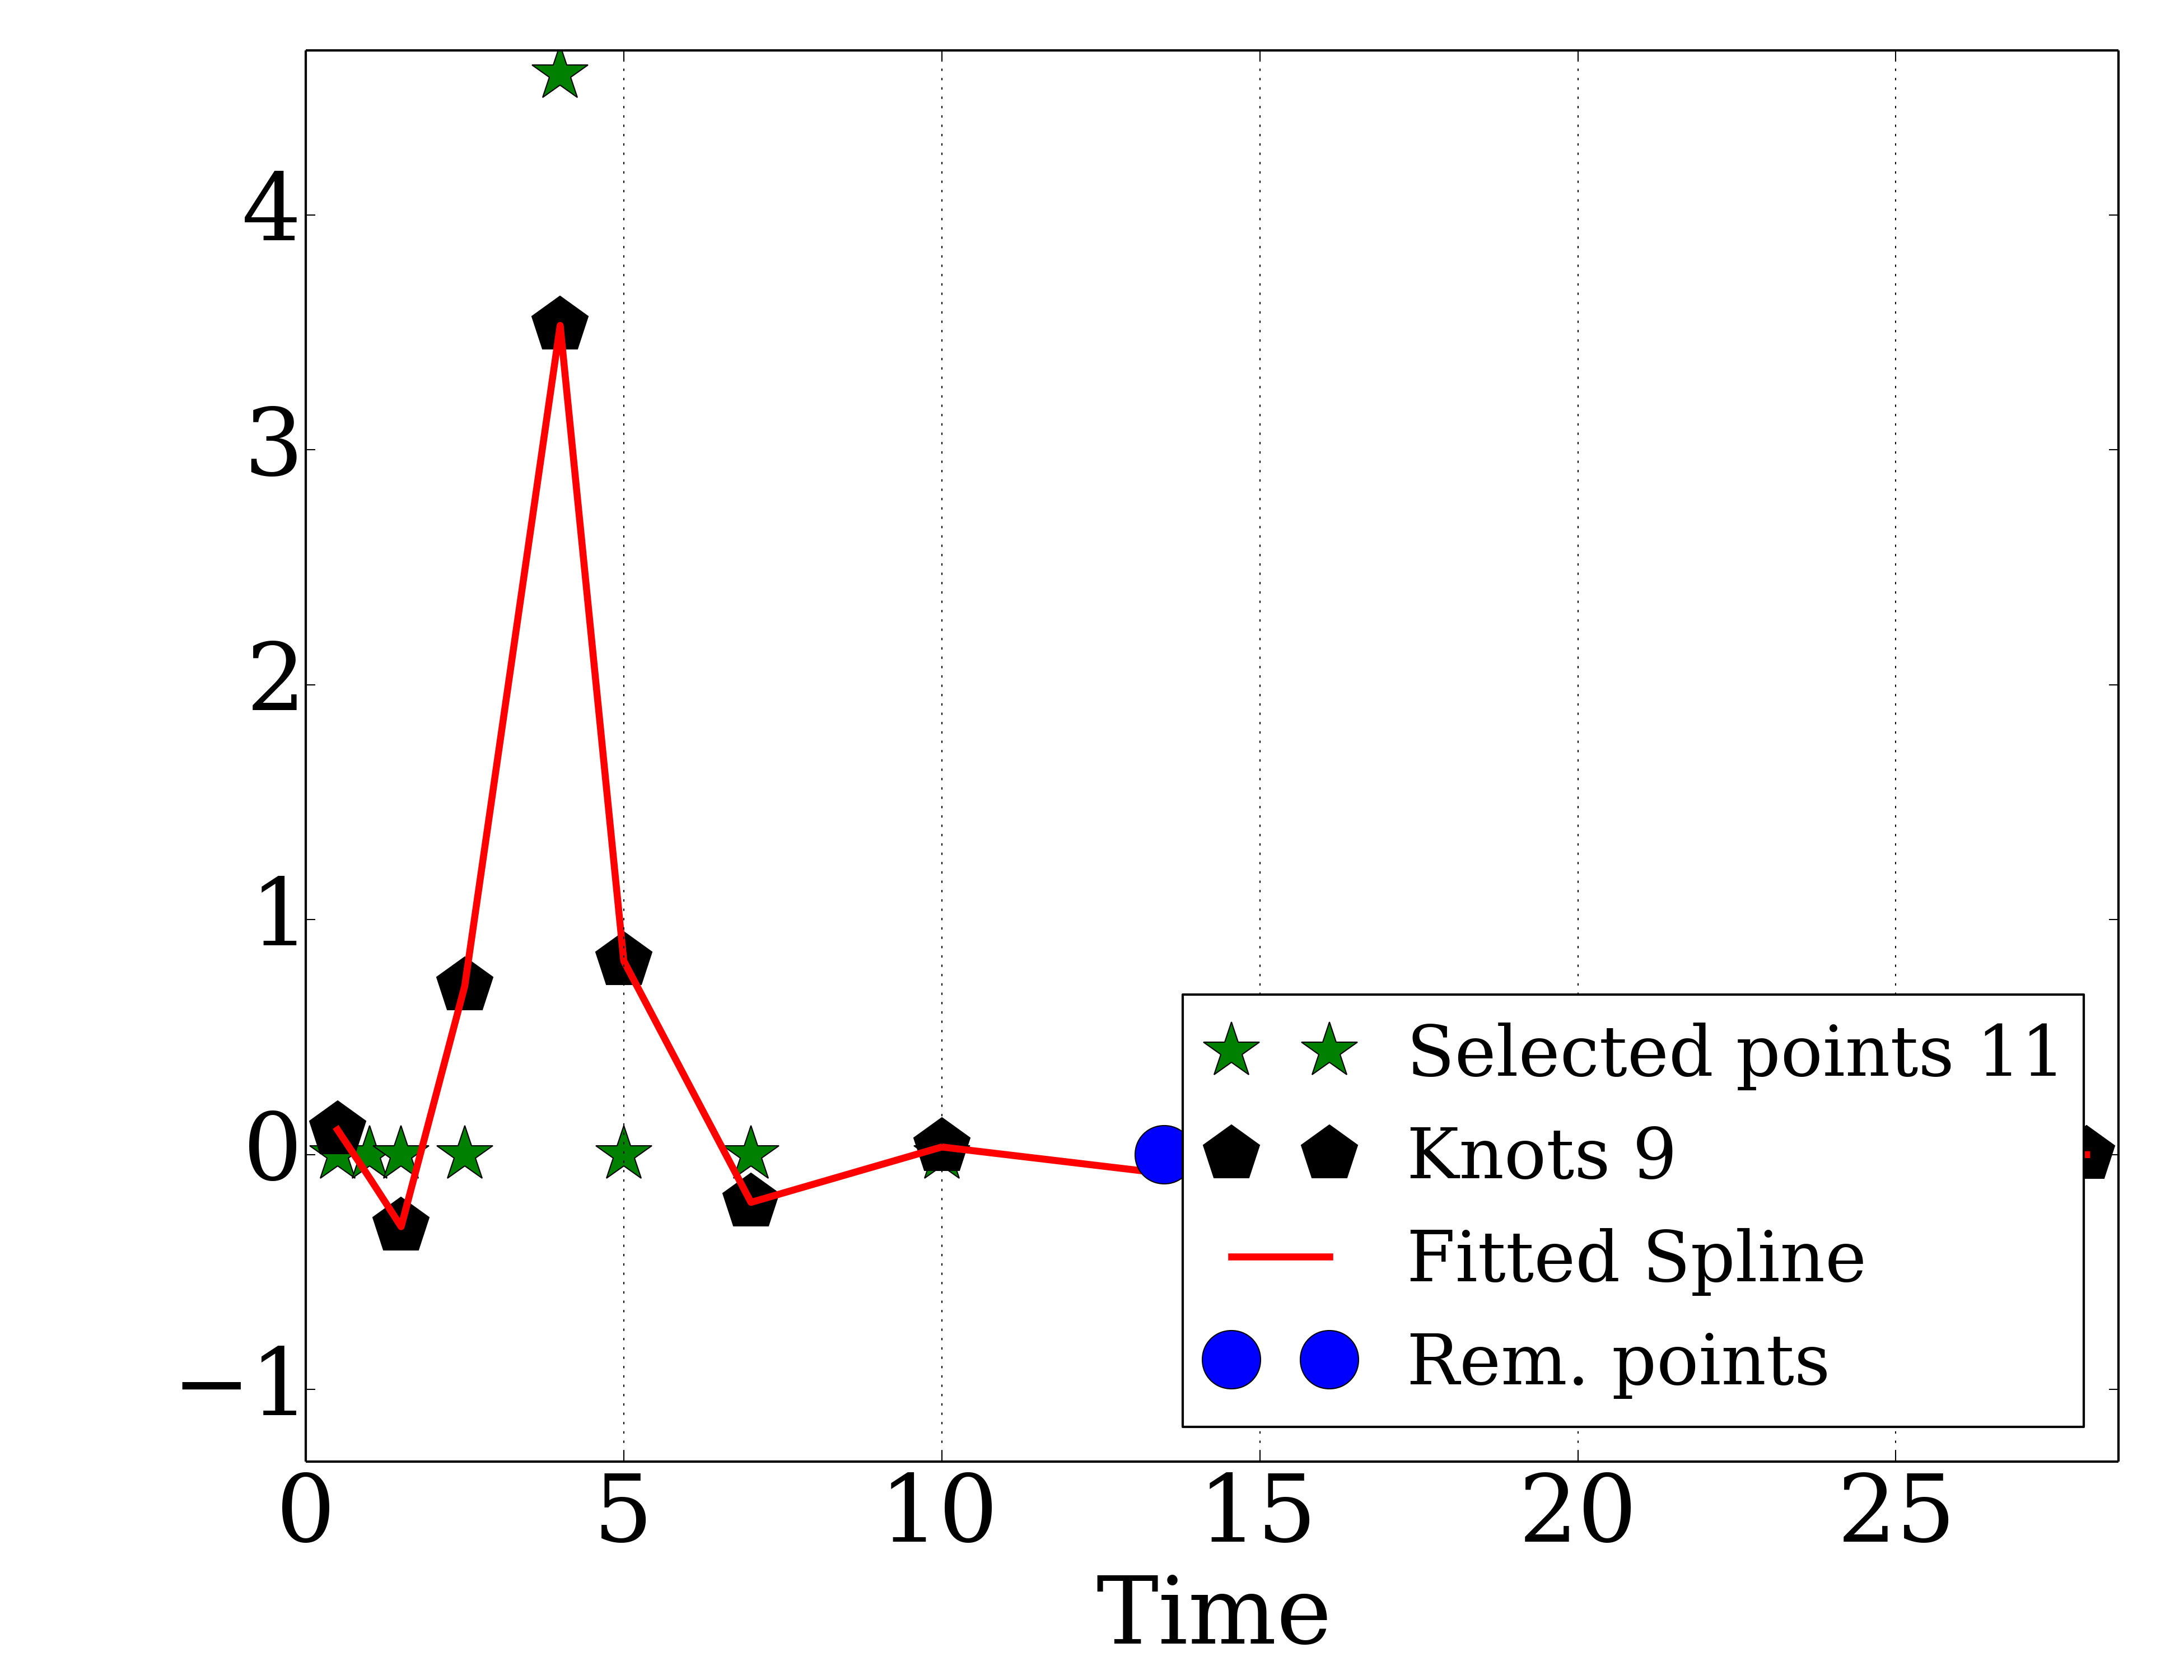 4
3
2
1
0
−1
Selected points 11
Knots 9
Fitted Spline
Rem. points
0 5 10 15 20 25
Time